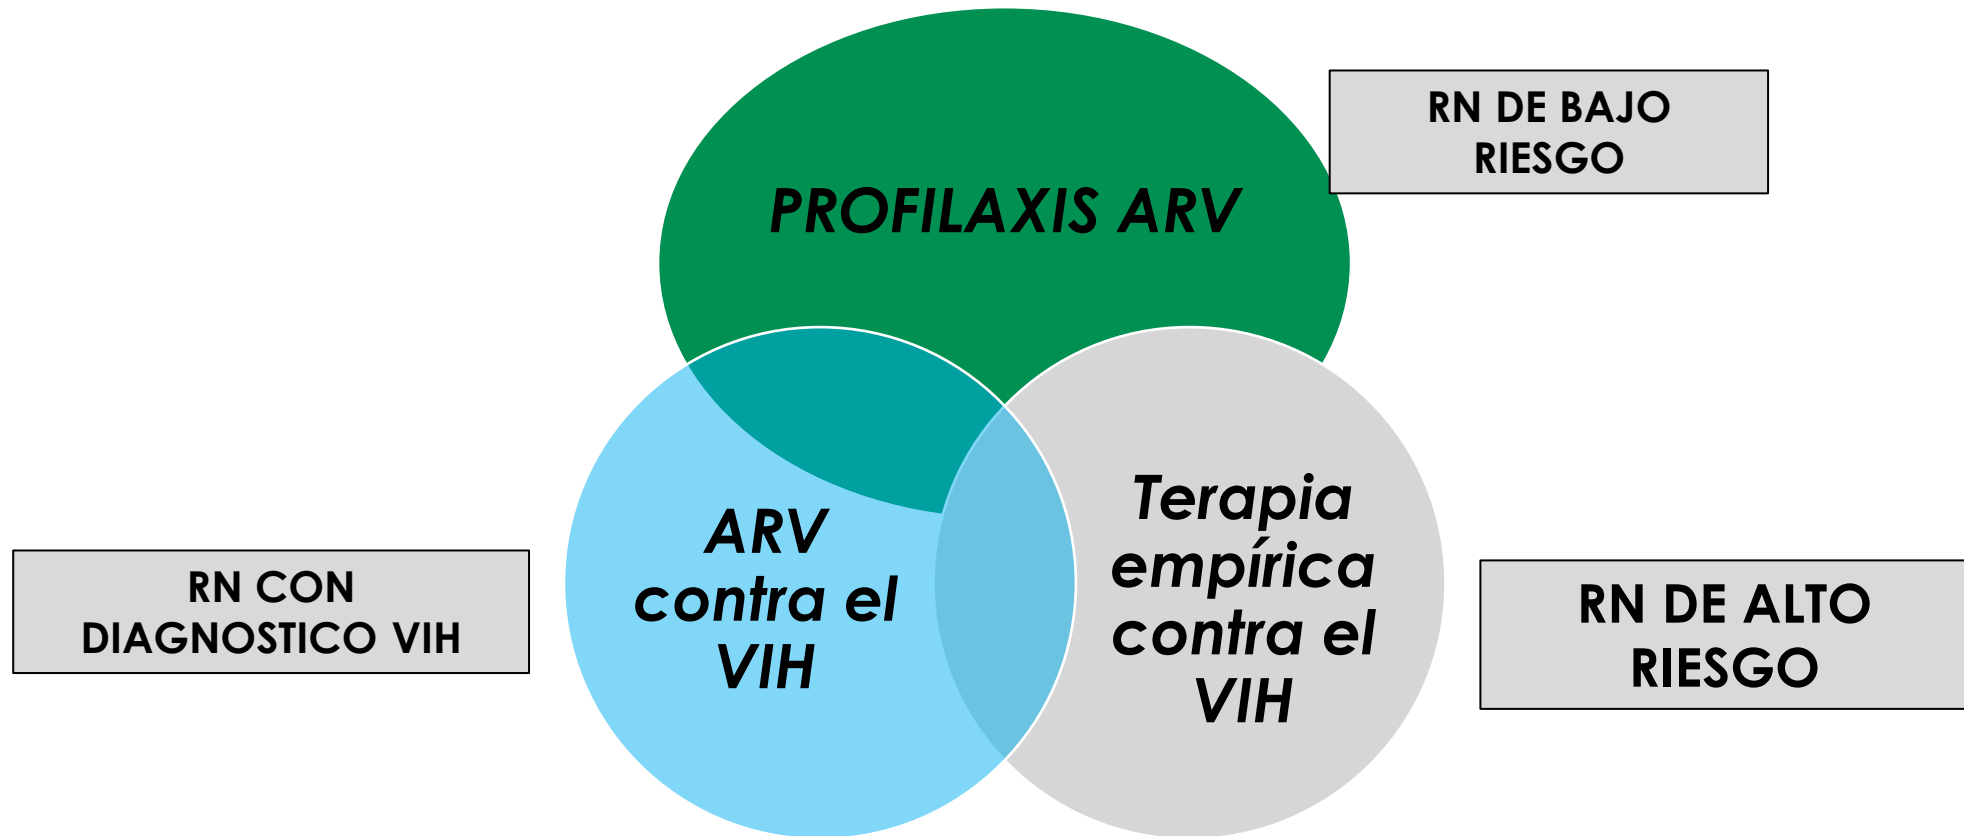 RN DE BAJO
RIESGO
PROFILAXIS ARV
ARV
contra el
VIH
Terapia
empírica
contra el
VIH
RN CON
DIAGNOSTICO VIH
RN DE ALTO
RIESGO